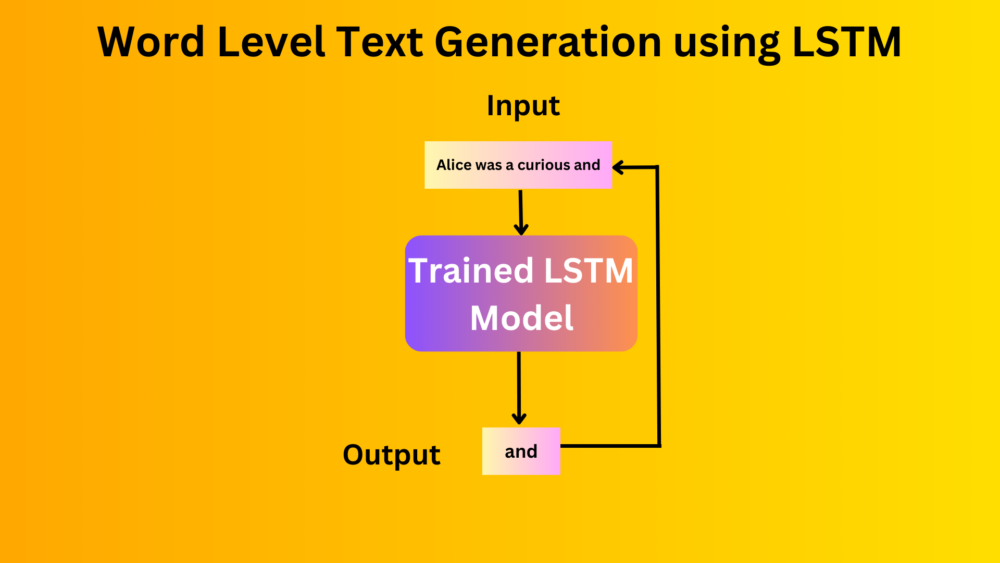 Word Level Text Generation using LSTM
Input
Alice was a curious and
Trained LSTM
Model
Output
and